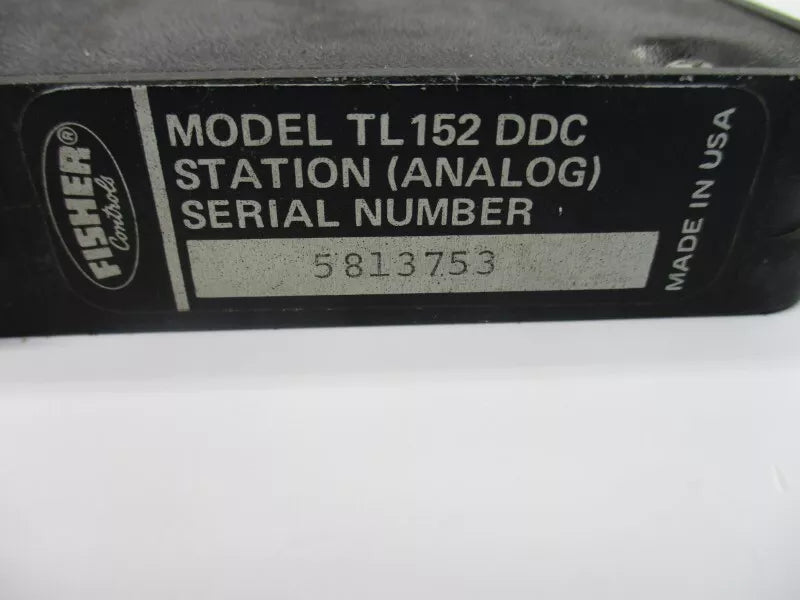 FISHER®
Controls
MODEL TL152 DDC
STATION (ANALOG)
SERIAL NUMBER
5813753
MADE IN USA